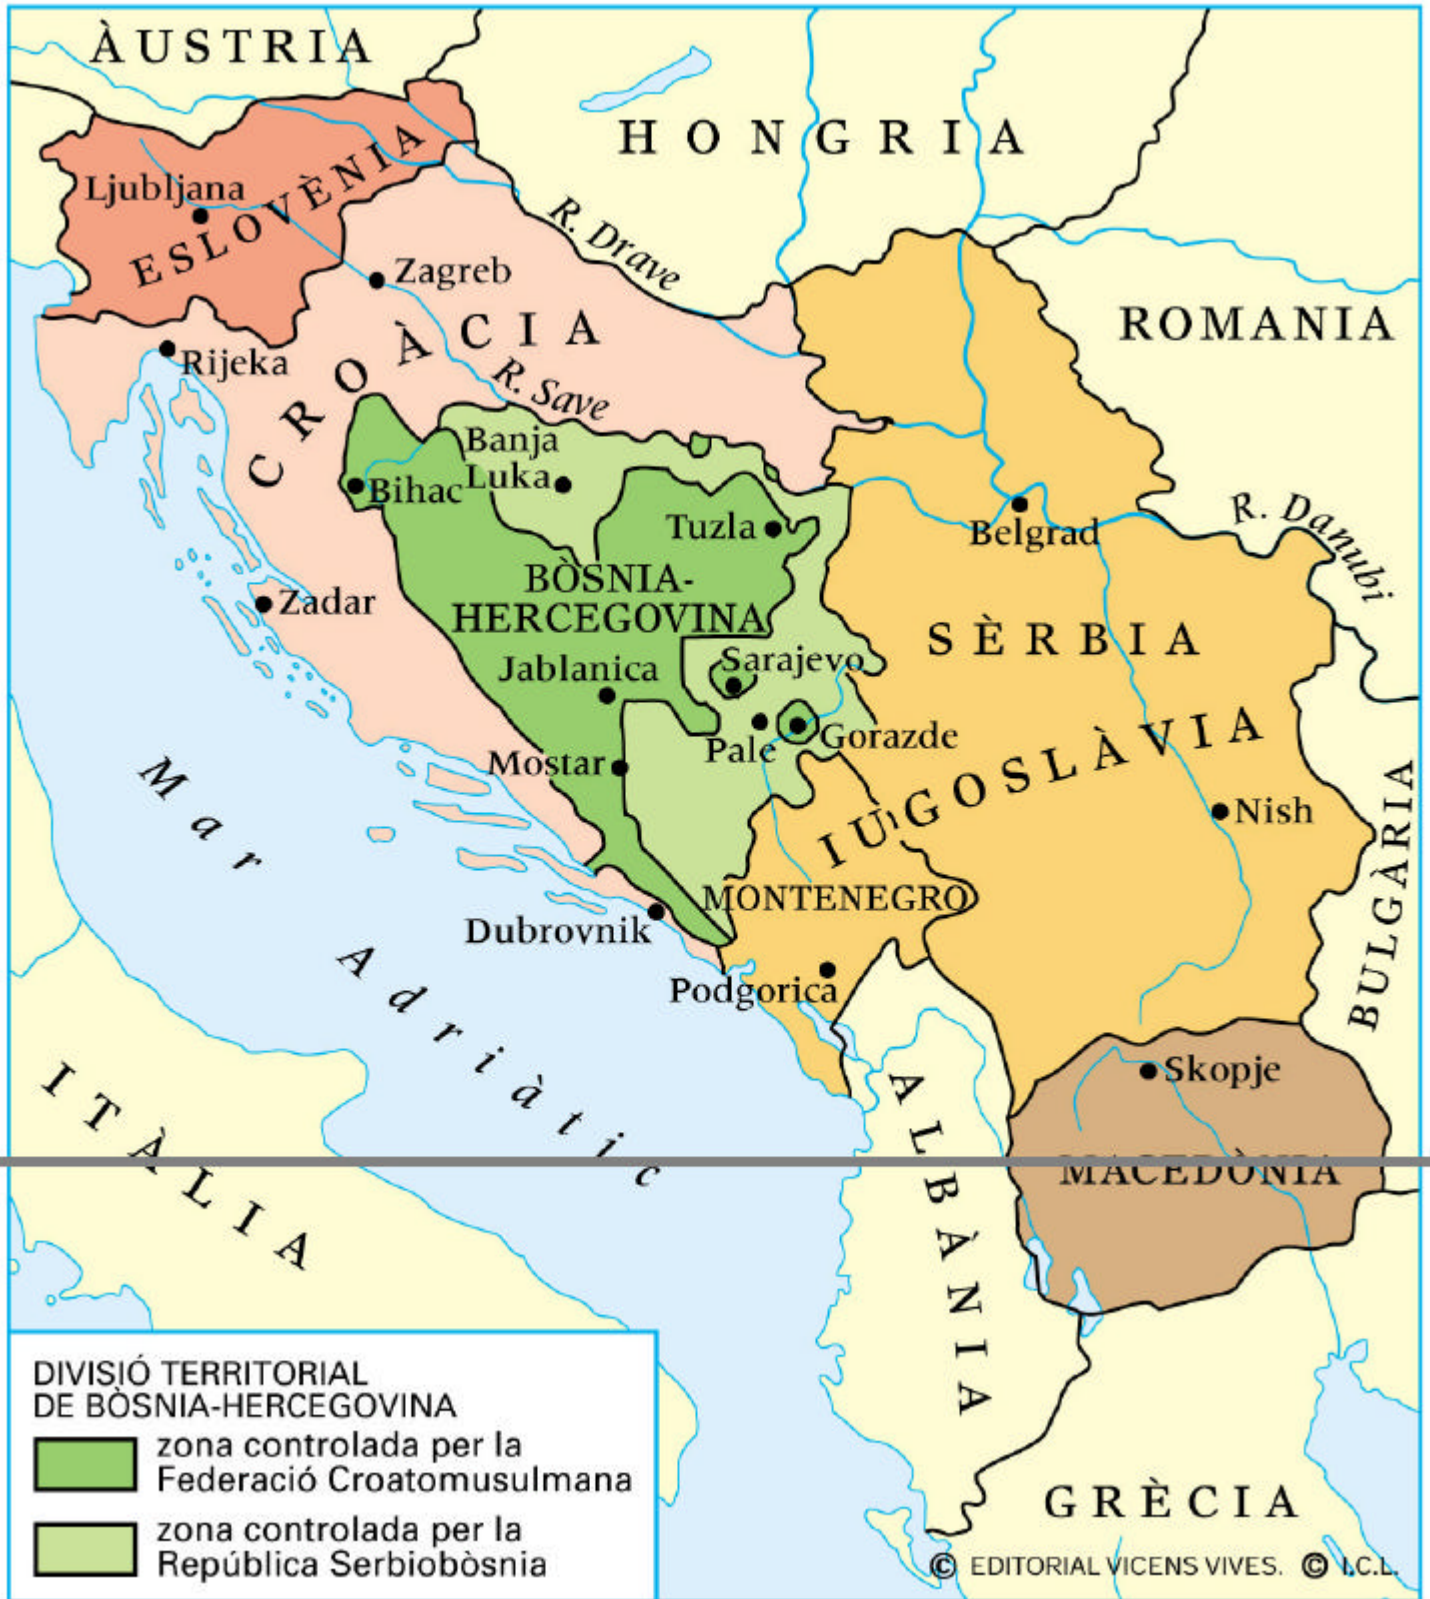 ÀUSTRIA
HONGRIA
Ljubljana
ESLOVÈNIA
R. Drave
Zagreb
ROMANIA
CROÀCIA
Rijeka
R. Save
Banja
Luka
Bihac
Tuzla
Belgrad
R. Danubi
BÒSNIA-
HERCEGOVINA
Zadar
SÈRBIA
Sarajevo
Jablanica
Pale
Gorazde
IUGOSLÀVIA
Mostar
Nish
Mar Adriàtic
MONTENEGRO
BULGÀRIA
Dubrovnik
Podgorica
Skopje
ITÀLIA
ALBÀNIA
MACEDÒNIA
DIVISIÓ TERRITORIAL
DE BÒSNIA-HERCEGOVINA
zona controlada per la
Federació Croatomusulmana
zona controlada per la
República Serbiobòsnia
GRÈCIA
© EDITORIAL VICENS VIVES. © I.C.L.